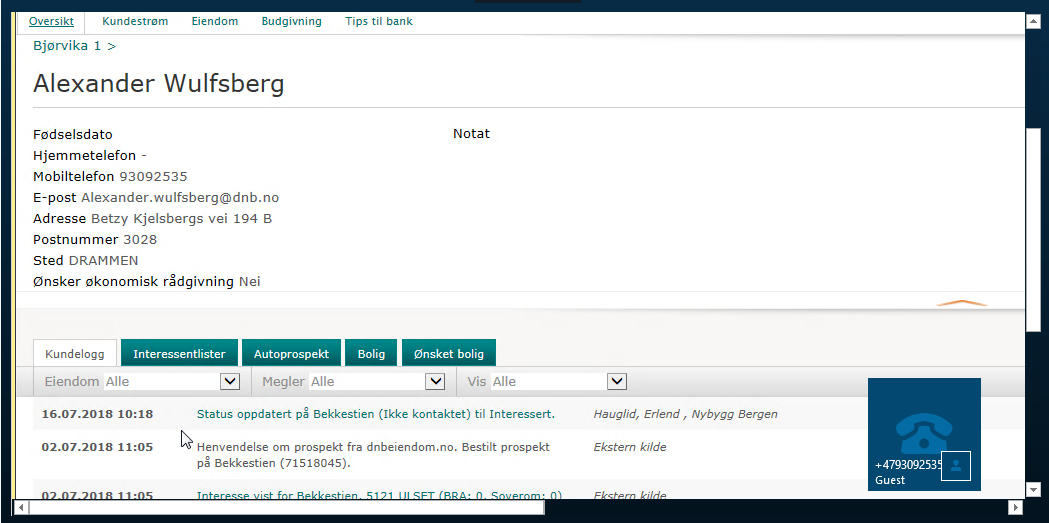 Oversikt Kundestrøm Eiendom Budgivning Tips til bank
Bjørvika 1 >
Alexander Wulfsberg
Fødselsdato
Notat
Hjemmetelefon -
Mobiltelefon 93092535
E-post Alexander.wulfsberg@dnb.no
Adresse Betzy Kjelsbergs vei 194 B
Postnummer 3028
Sted DRAMMEN
Ønsker økonomisk rådgivning Nei
Kundelogg Interessentlister Autoprospekt Bolig Ønsket bolig
Eiendom Alle Megler Alle Vis Alle
16.07.2018 10:18 Status oppdatert på Bekkestien (Ikke kontaktet) til Interessert. Hauglid, Erlend , Nybygg Bergen
02.07.2018 11:05 Henvendelse om prospekt fra dnbeiendom.no. Bestilt prospekt Ekstern kilde
på Bekkestien (71518045).
02.07.2018 11:05 Interesse vist for Bekkestien, 5121 ULSET (BRA: 0, Soverom: 0) Ekstern kilde
+4793092535
Guest